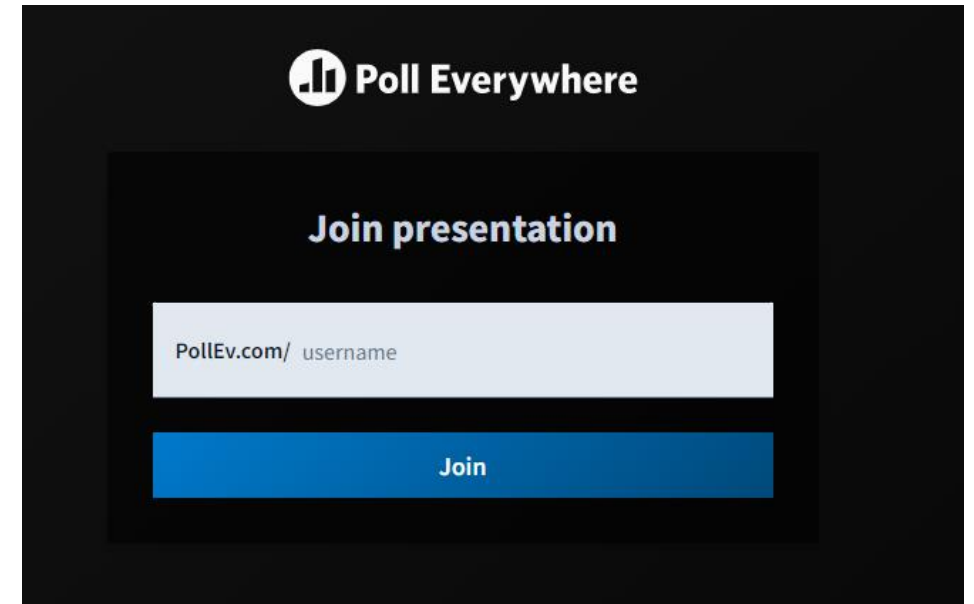 Poll Everywhere
Join presentation
PollEv.com/ username
Join